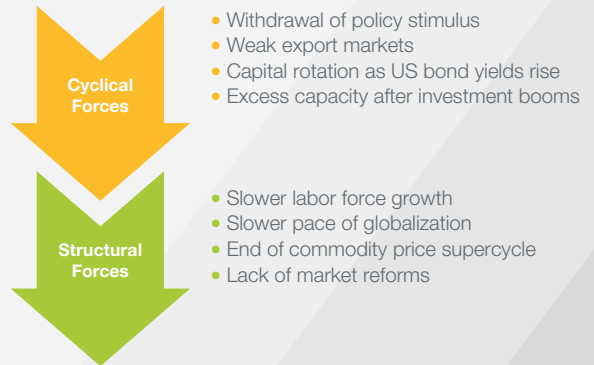 Cyclical
Forces
• Withdrawal of policy stimulus
• Weak export markets
• Capital rotation as US bond yields rise
• Excess capacity after investment booms
Structural
Forces
• Slower labor force growth
• Slower pace of globalization
• End of commodity price supercycle
• Lack of market reforms